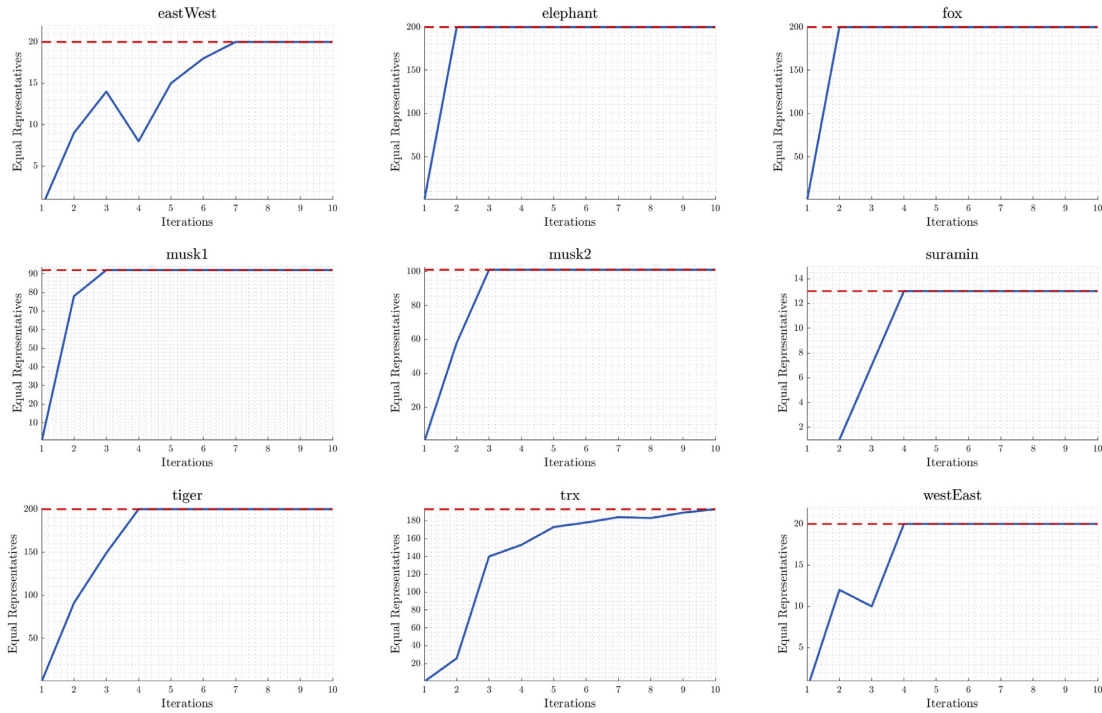 eastWest
Equal Representatives
20
15
10
5
1 2 3 4 5 6 7 8 9 10
Iterations
elephant
Equal Representatives
200
150
100
50
1 2 3 4 5 6 7 8 9 10
Iterations
fox
Equal Representatives
200
150
100
50
1 2 3 4 5 6 7 8 9 10
Iterations
musk1
Equal Representatives
90
80
70
60
50
40
30
20
10
1 2 3 4 5 6 7 8 9 10
Iterations
musk2
Equal Representatives
100
80
60
40
20
1 2 3 4 5 6 7 8 9 10
Iterations
suramin
Equal Representatives
14
12
10
8
6
4
2
1 2 3 4 5 6 7 8 9 10
Iterations
tiger
Equal Representatives
200
150
100
50
1 2 3 4 5 6 7 8 9 10
Iterations
trx
Equal Representatives
180
160
140
120
100
80
60
40
20
1 2 3 4 5 6 7 8 9 10
Iterations
westEast
Equal Representatives
20
15
10
5
1 2 3 4 5 6 7 8 9 10
Iterations